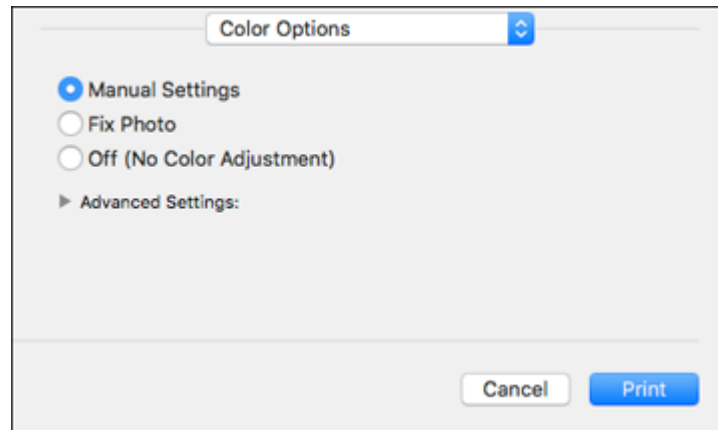 Color Options
Manual Settings
Fix Photo
Off (No Color Adjustment)
Advanced Settings:
Cancel Print